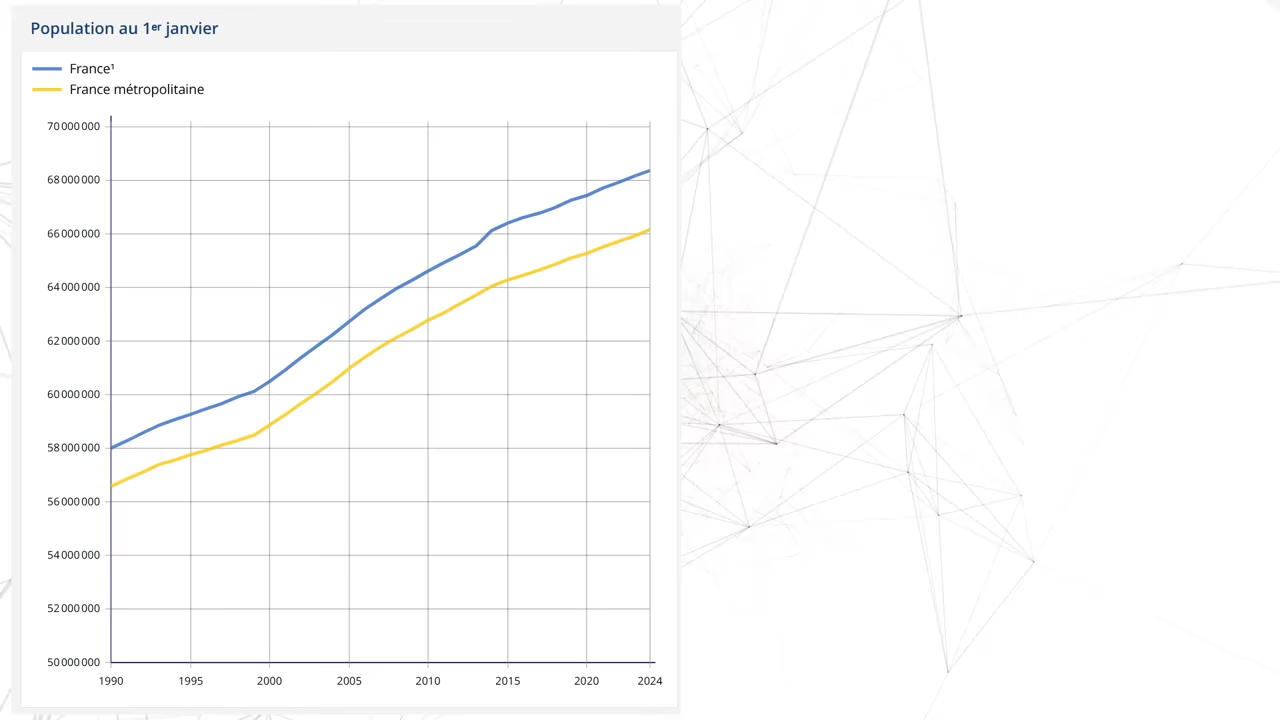 Population au 1er janvier
France¹
France métropolitaine
70 000 000
68 000 000
66 000 000
64 000 000
62 000 000
60 000 000
58 000 000
56 000 000
54 000 000
52 000 000
50 000 000
1990 1995 2000 2005 2010 2015 2020 2024